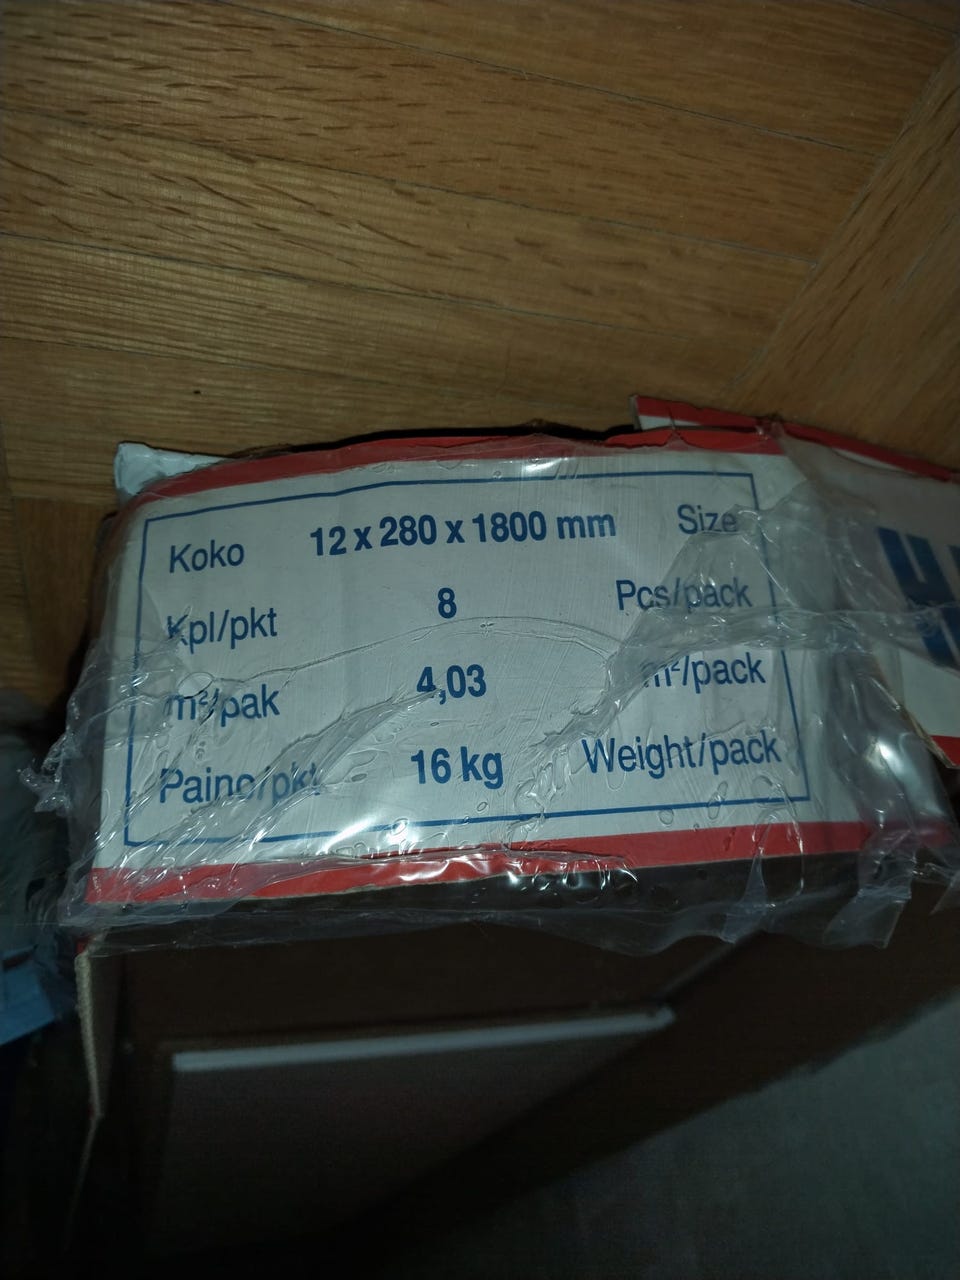 Koko 12 x 280 x 1800 mm Size
Kpl/pkt 8 Pcs/pack
m²/pak 4,03 m²/pack
Paino/pkt 16 kg Weight/pack